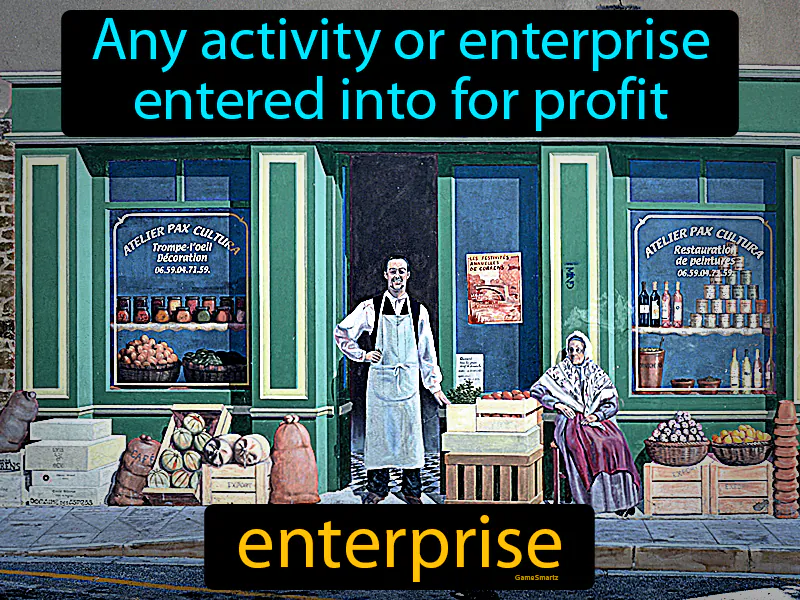 Any activity or enterprise
entered into for profit
ATELIER PAX CULTURA
Trompe-l'oeil
Décoration
06.59.04.71.59.
LES FESTIVITÉS
ANNUELLES
DE CORRENS
ATELIER PAX CULTURA
Restauration
de peintures
06.59.04.71.59.
enterprise
GameSmartz